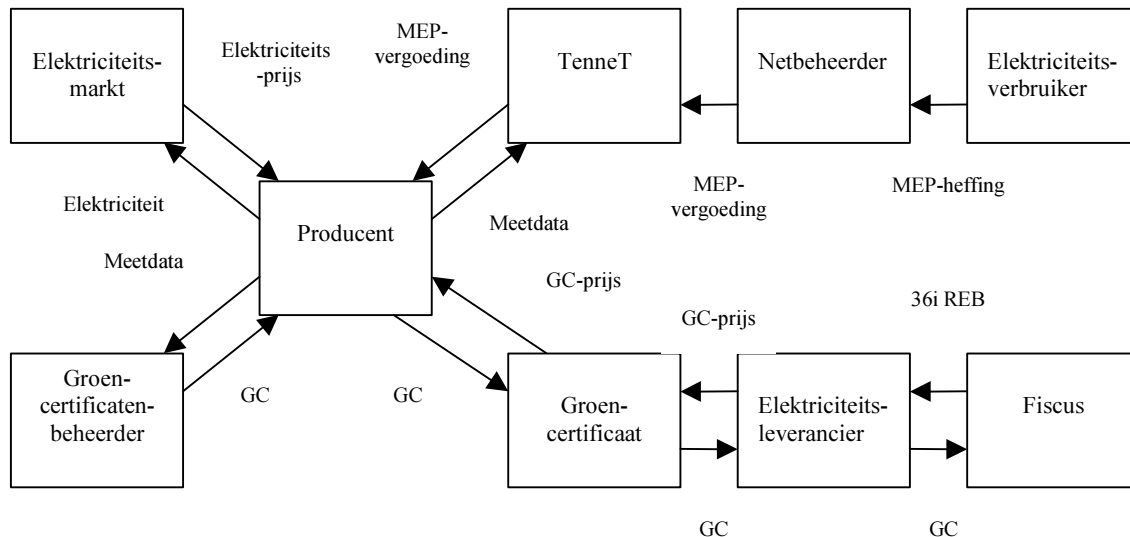 Elektriciteits-
markt
Elektriciteits
-prijs
MEP-
vergoeding
TenneT
Netbeheerder
Elektriciteits-
verbruiker
Elektriciteit
Meetdata
Producent
Meetdata
MEP-
vergoeding
MEP-heffing
GC-prijs
GC-prijs
36i REB
Groen-
certificaten-
beheerder
GC
GC
Groen-
certificaat
Elektriciteits-
leverancier
Fiscus
GC
GC